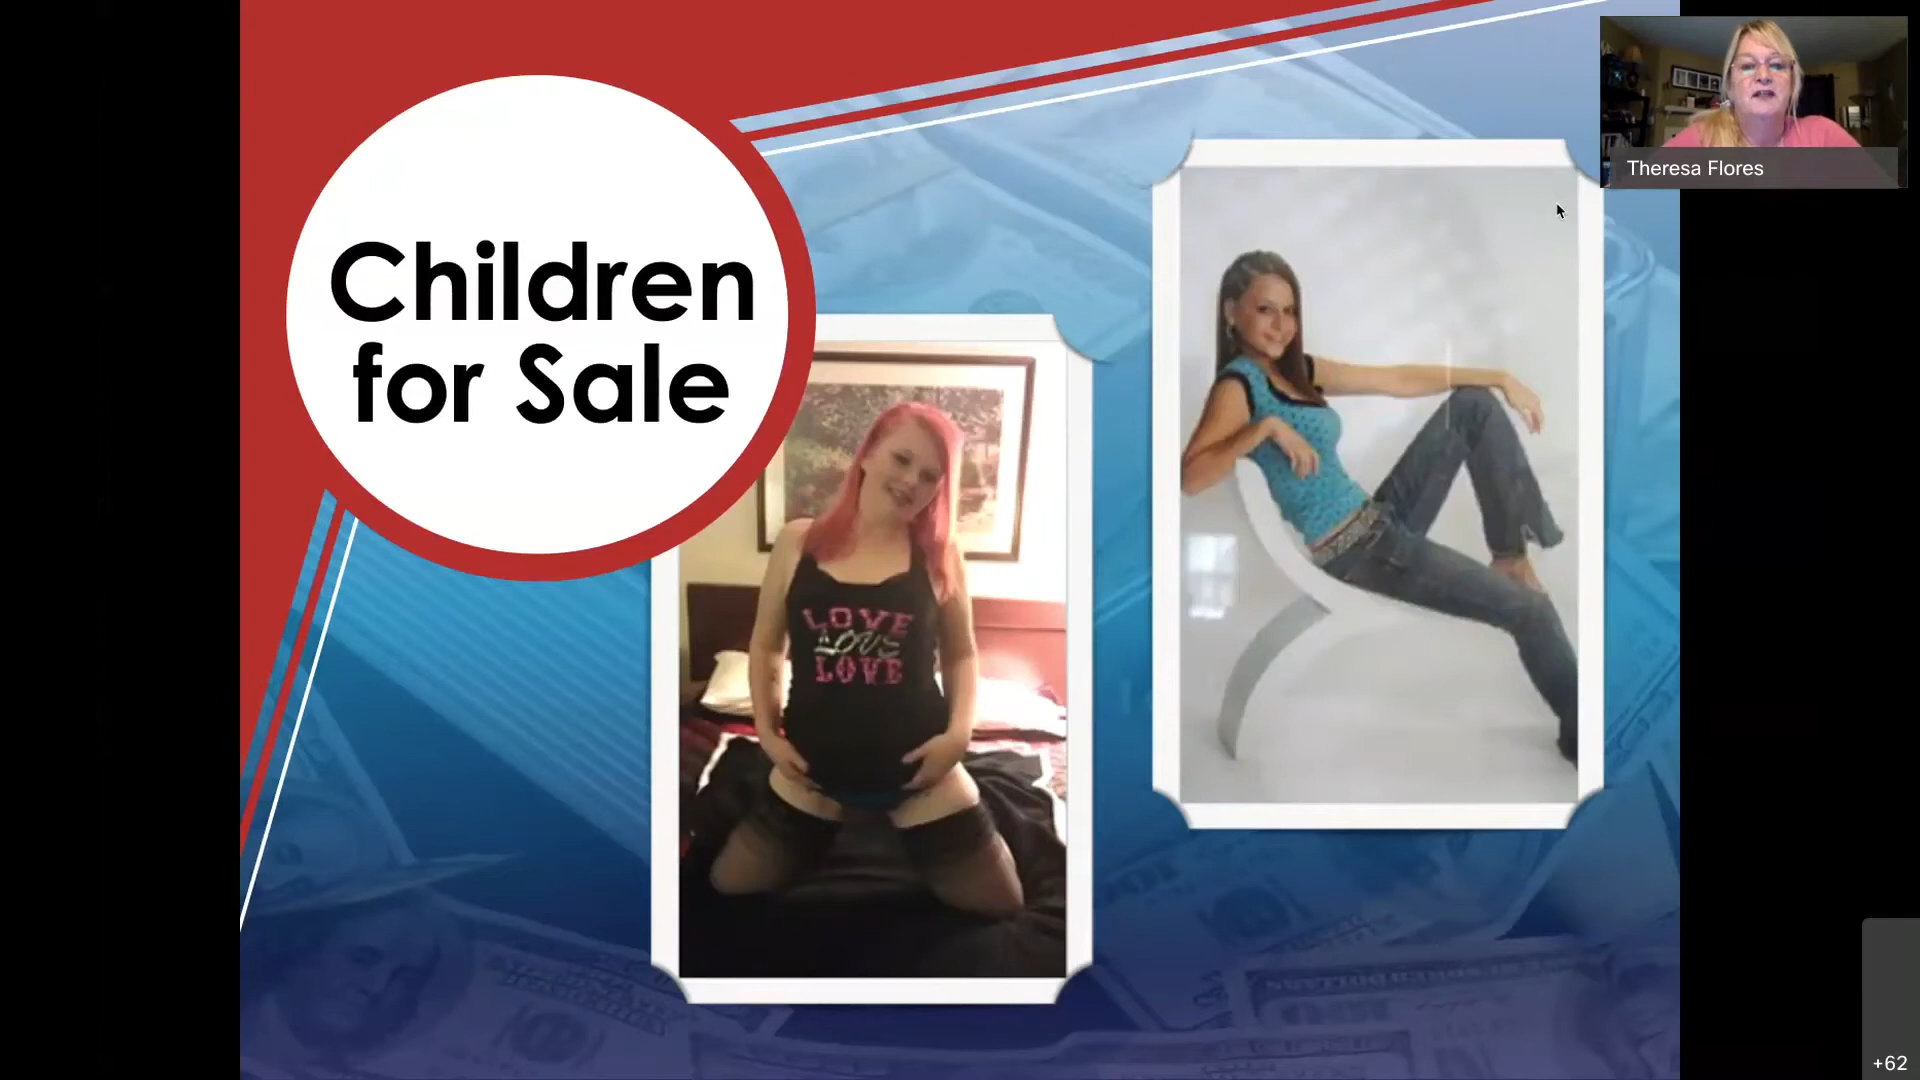 Children
for Sale
Theresa Flores
LOVE
LOVE
LOVE
+62